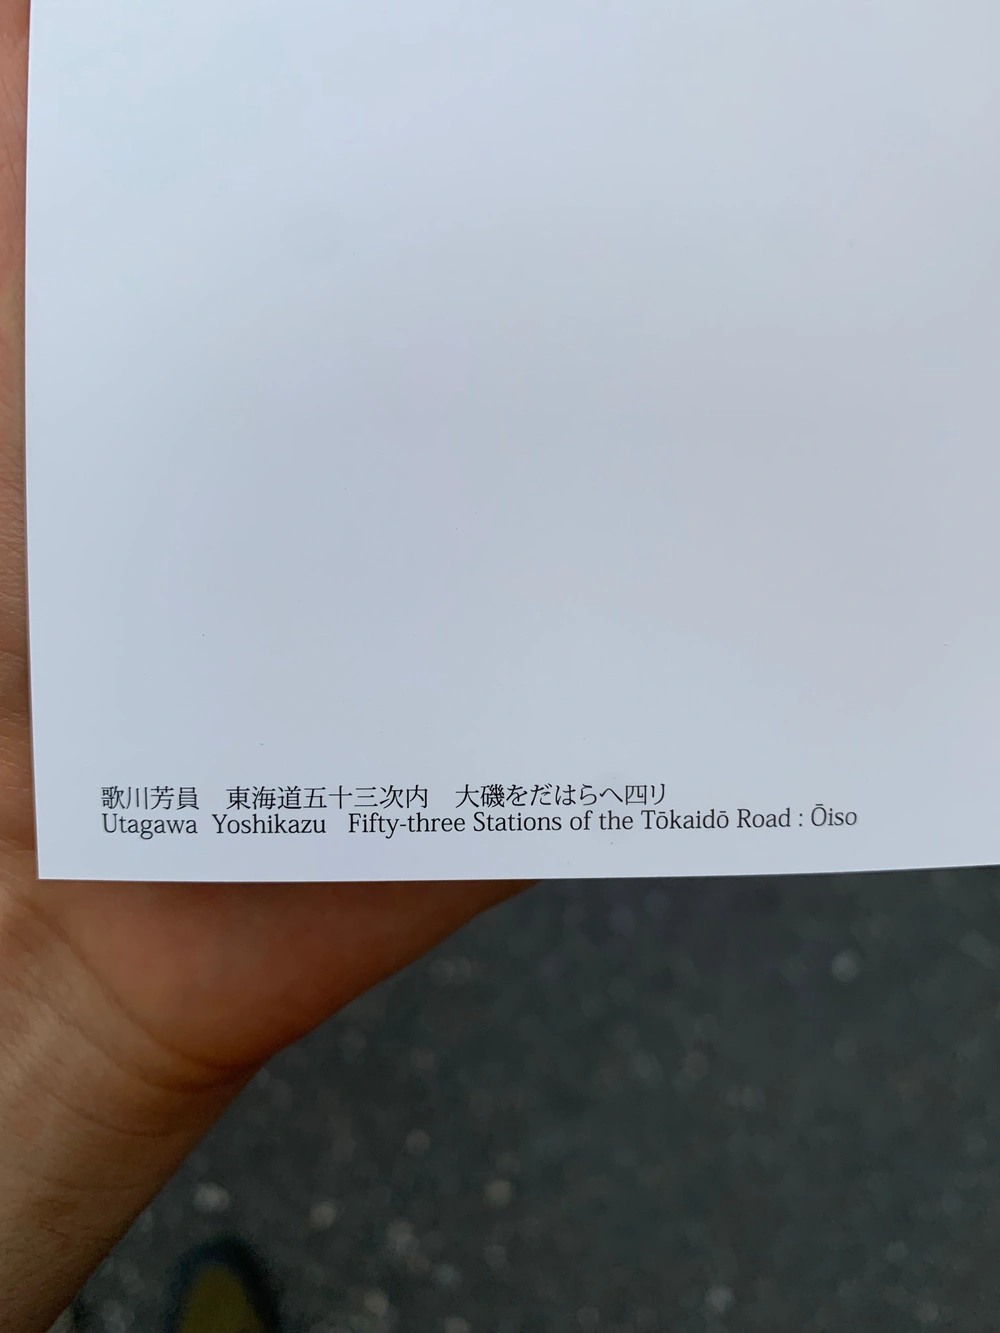 歌川芳員　東海道五十三次内　大磯をだはらへ四リ
Utagawa Yoshikazu Fifty-three Stations of the Tōkaidō Road : Ōiso